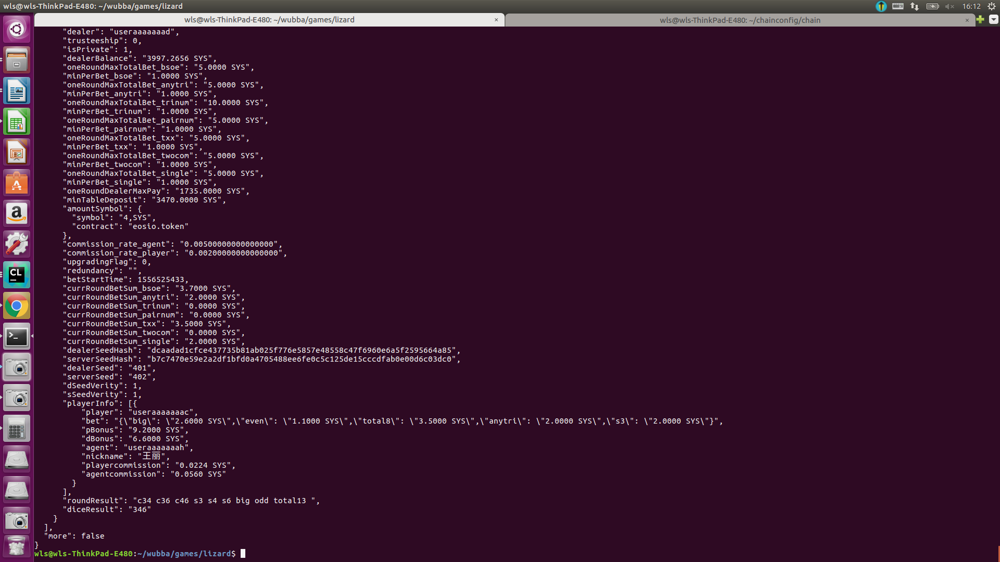 wls@wls-ThinkPad-E480: ~/wubba/games/lizard
16:12
wls@wls-ThinkPad-E480: ~/wubba/games/lizard
wls@wls-ThinkPad-E480: ~/chainconfig/chain
"dealer": "useraaaaaaad",
"trusteeship": 0,
"isPrivate": 1,
"dealerBalance": "3997.2656 SYS",
"oneRoundMaxTotalBet_bsoe": "5.0000 SYS",
"minPerBet_bsoe": "1.0000 SYS",
"oneRoundMaxTotalBet_anytri": "5.0000 SYS",
"minPerBet_anytri": "1.0000 SYS",
"oneRoundMaxTotalBet_trinum": "10.0000 SYS",
"minPerBet_trinum": "1.0000 SYS",
"oneRoundMaxTotalBet_pairnum": "5.0000 SYS",
"minPerBet_pairnum": "1.0000 SYS",
"oneRoundMaxTotalBet_txx": "5.0000 SYS",
"minPerBet_txx": "1.0000 SYS",
"oneRoundMaxTotalBet_twocom": "5.0000 SYS",
"minPerBet_twocom": "1.0000 SYS",
"oneRoundMaxTotalBet_single": "5.0000 SYS",
"minPerBet_single": "1.0000 SYS",
"oneRoundDealerMaxPay": "1735.0000 SYS",
"minTableDeposit": "3470.0000 SYS",
"amountSymbol": {
"symbol": "4,SYS",
"contract": "eosio.token"
},
"commission_rate_agent": "0.00500000000000000",
"commission_rate_player": "0.00200000000000000",
"upgradingFlag": 0,
"redundancy": "",
"betStartTime": 1556525433,
"currRoundBetSum_bsoe": "3.7000 SYS",
"currRoundBetSum_anytri": "2.0000 SYS",
"currRoundBetSum_trinum": "0.0000 SYS",
"currRoundBetSum_pairnum": "0.0000 SYS",
"currRoundBetSum_txx": "3.5000 SYS",
"currRoundBetSum_twocom": "0.0000 SYS",
"currRoundBetSum_single": "2.0000 SYS",
"dealerSeedHash": "dcaadad1cfce437735b81ab025f776e5857e48558c47f6960e6a5f2595664a85",
"serverSeedHash": "b7c7470e59e2a2df1bfd0a4705488ee6fe0c5c125de15cccdfab0e00d6c03dc0",
"dealerSeed": "401",
"serverSeed": "402",
"dSeedVerity": 1,
"sSeedVerity": 1,
"playerInfo": [{
"player": "useraaaaaaac",
"bet": "{\"big\": \"2.6000 SYS\",\"even\": \"1.1000 SYS\",\"total8\": \"3.5000 SYS\",\"anytri\": \"2.0000 SYS\",\"s3\": \"2.0000 SYS\"}",
"pBonus": "9.2000 SYS",
"dBonus": "6.6000 SYS",
"agent": "useraaaaaaah",
"nickname": "王丽",
"playercommission": "0.0224 SYS",
"agentcommission": "0.0560 SYS"
}
],
"roundResult": "c34 c36 c46 s3 s4 s6 big odd total13 ",
"diceResult": "346"
}
],
"more": false
}
wls@wls-ThinkPad-E480:~/wubba/games/lizard$